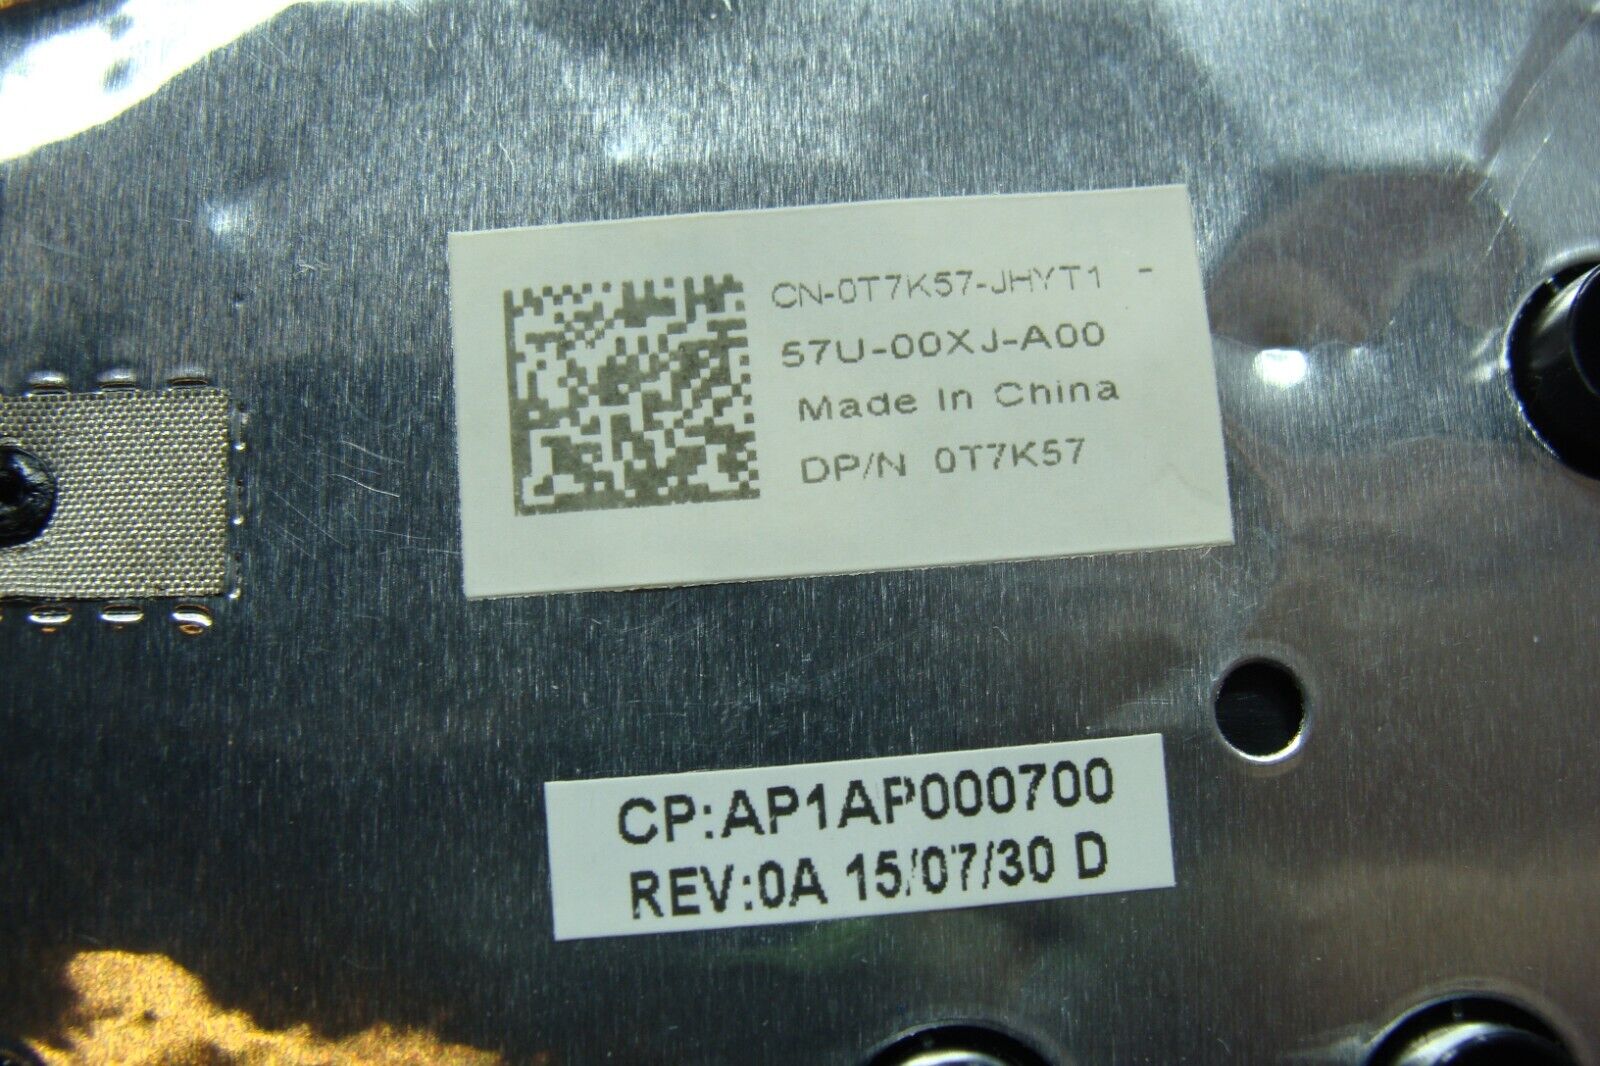 CN-0T7K57-JHYT1 -
57U-00XJ-A00
Made In China
DP/N 0T7K57
CP:AP1AP000700
REV:0A 15/07/30 D